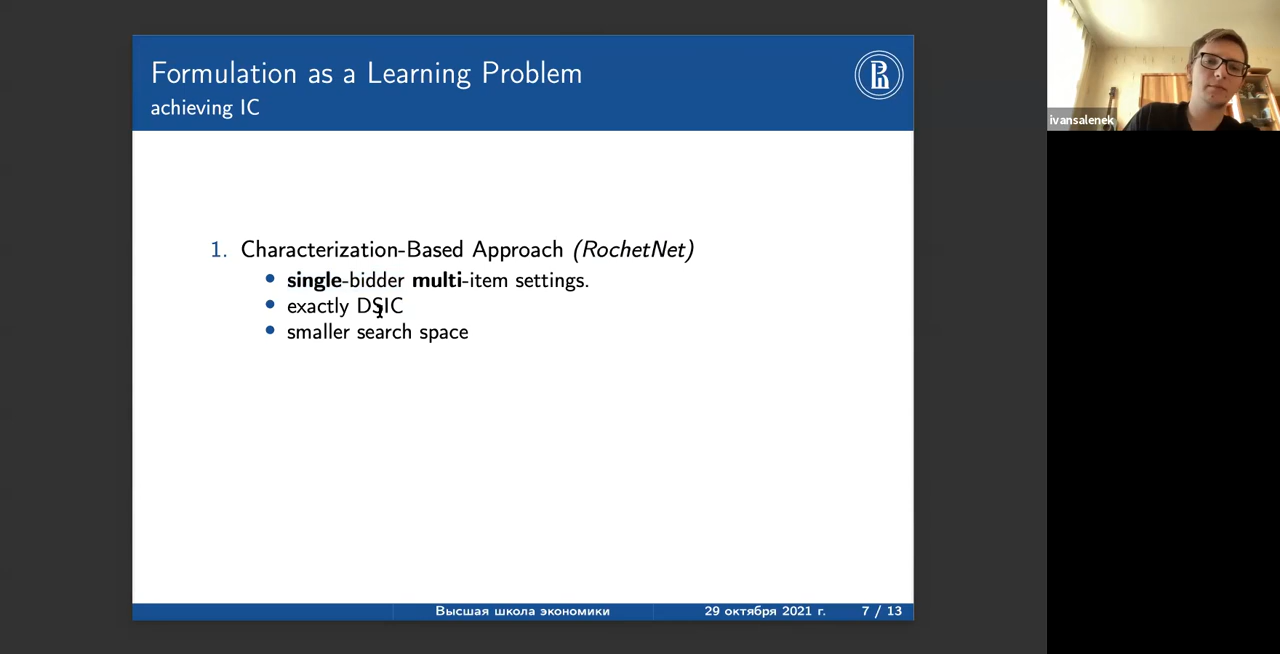 Formulation as a Learning Problem
achieving IC
ivansalenek
1. Characterization-Based Approach (RochetNet)
• single-bidder multi-item settings.
• exactly DSIC
• smaller search space
Высшая школа экономики 29 октября 2021 г. 7 / 13